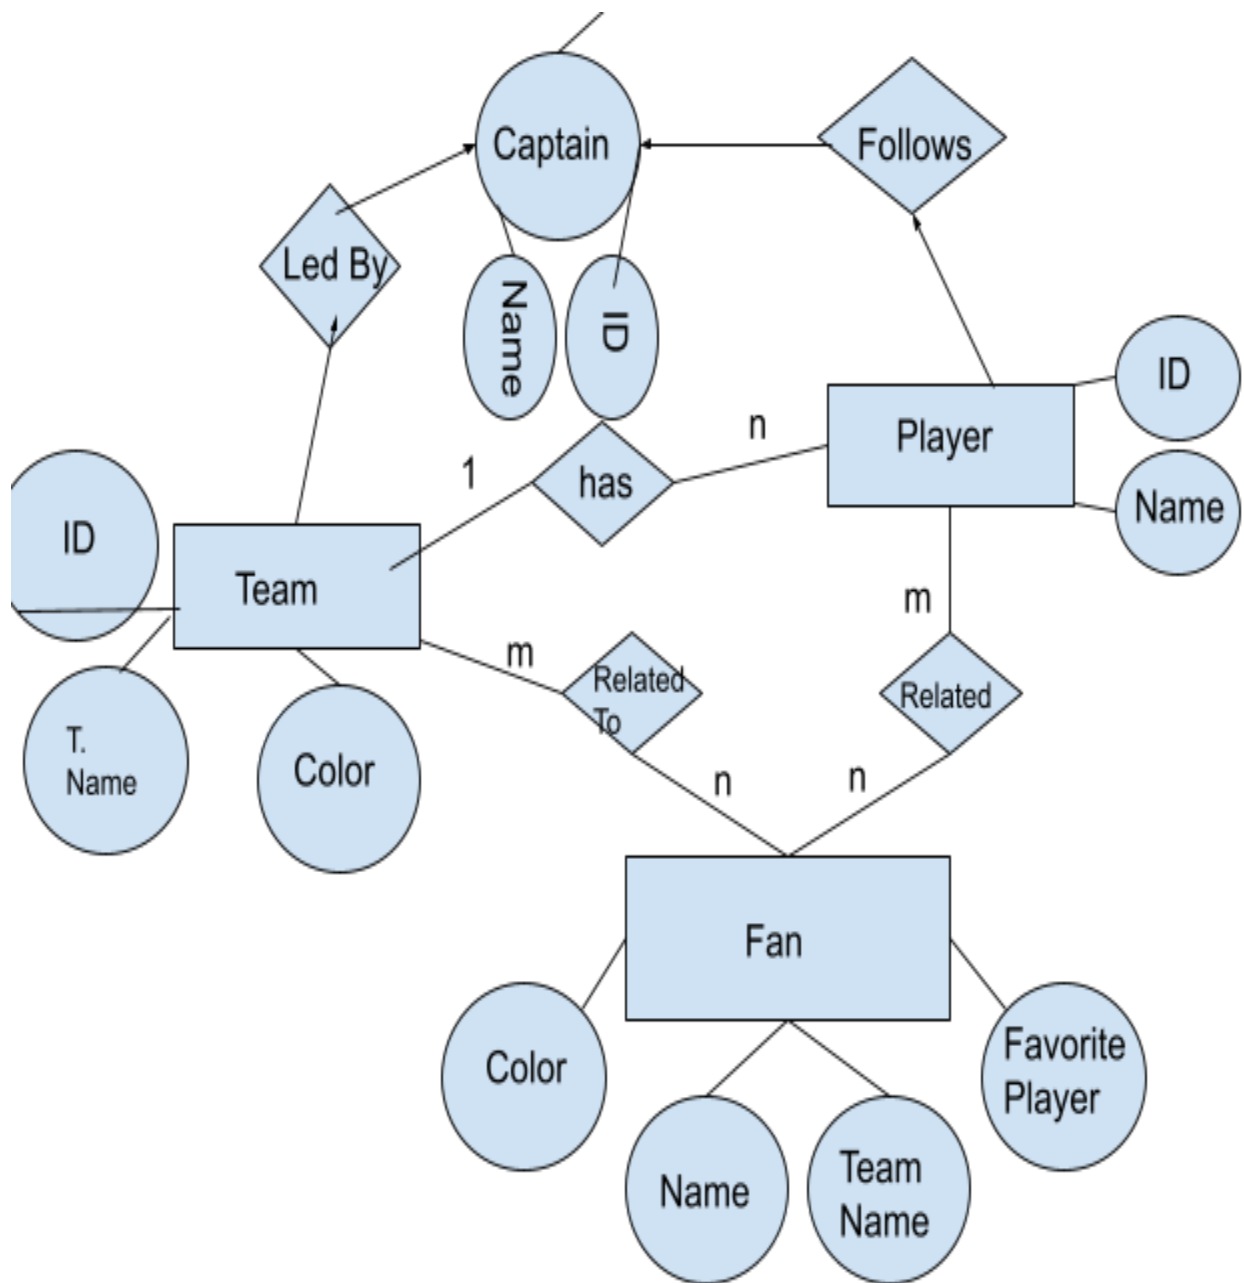 Captain
Follows
Led By
Name
ID
ID
Player
n
1
has
Name
ID
Team
m
m
Related
To
Related
T.
Name
Color
n
n
Fan
Color
Favorite
Player
Name
Team
Name